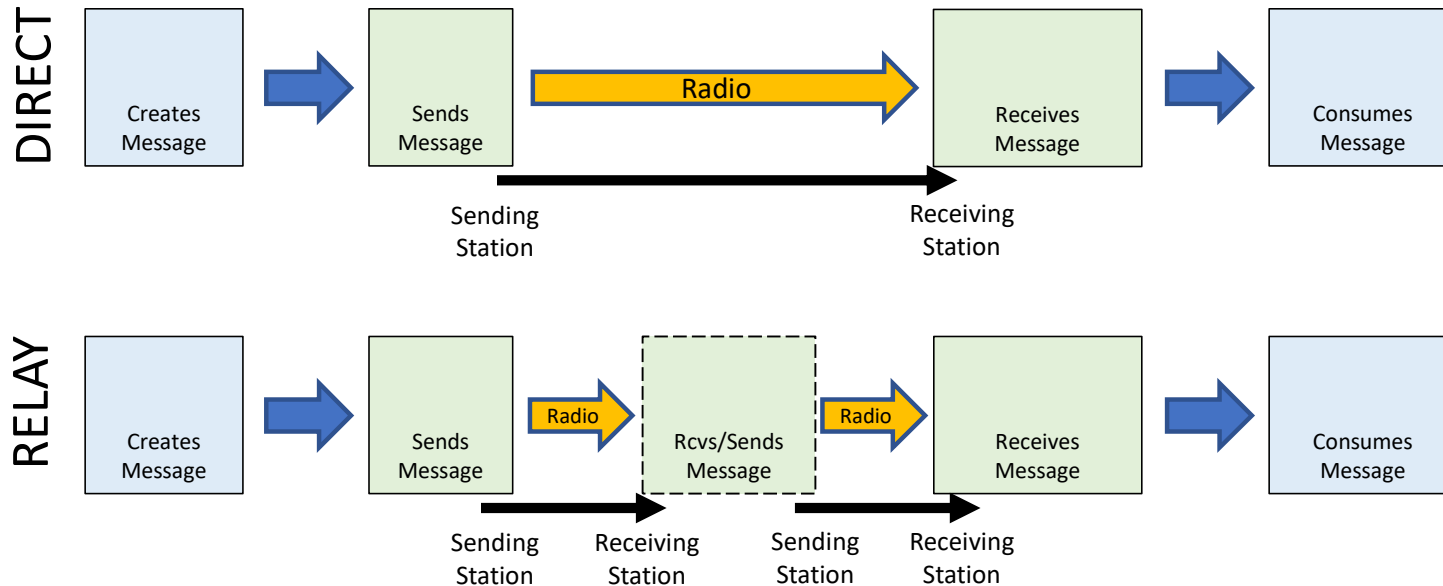 DIRECT
Creates
Message
Sends
Message
Radio
Receives
Message
Consumes
Message
Sending
Station
Receiving
Station
RELAY
Creates
Message
Sends
Message
Radio
Rcvs/Sends
Message
Radio
Receives
Message
Consumes
Message
Sending
Station
Receiving
Station
Sending
Station
Receiving
Station